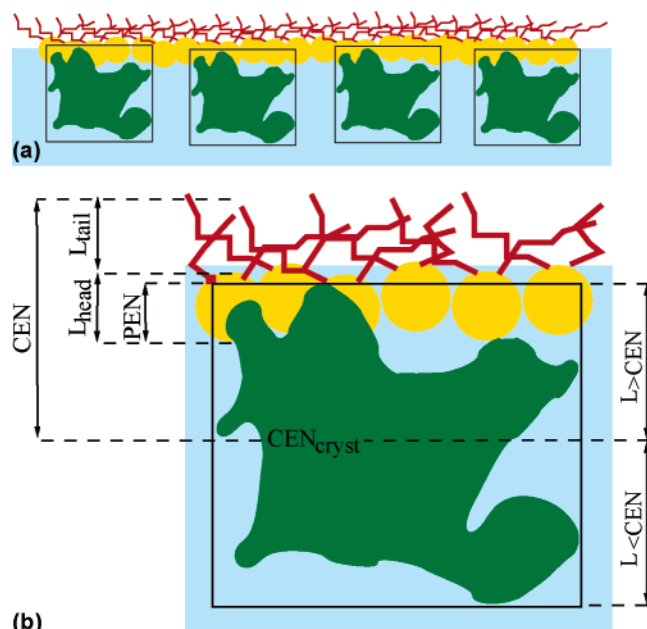 (a)
CEN
Ltail
Lhead
PEN
CENcryst
L>CEN
L<CEN
(b)